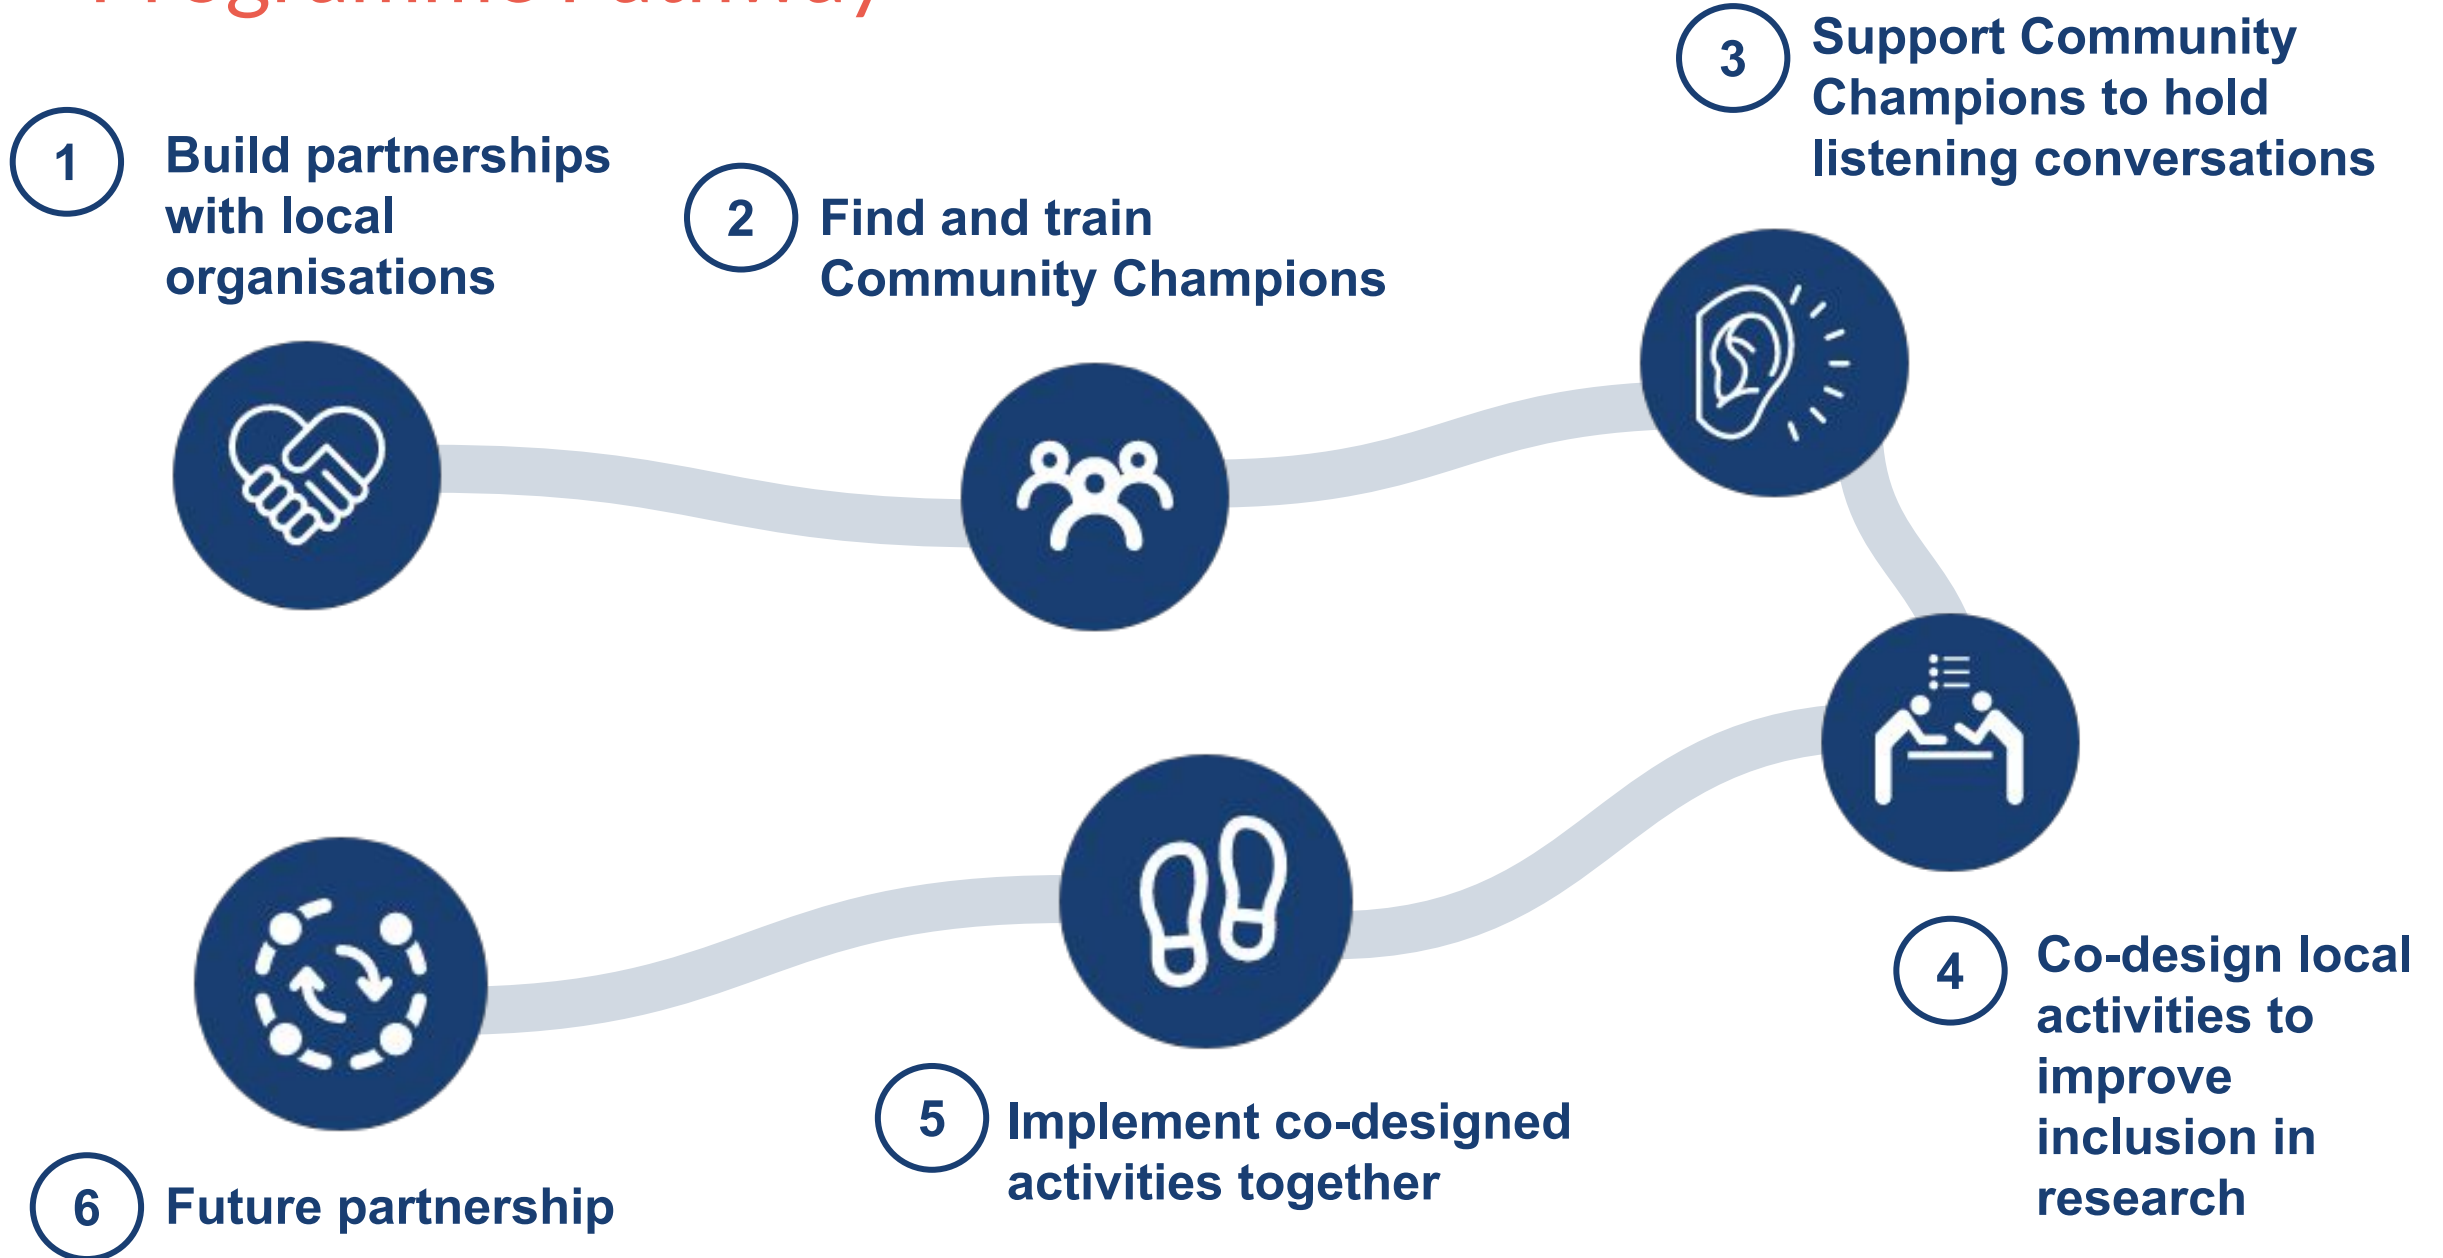 Programme Pathway
1
Build partnerships
with local
organisations
2
Find and train
Community Champions
3
Support Community
Champions to hold
listening conversations
4
Co-design local
activities to
improve
inclusion in
research
5
Implement co-designed
activities together
6
Future partnership